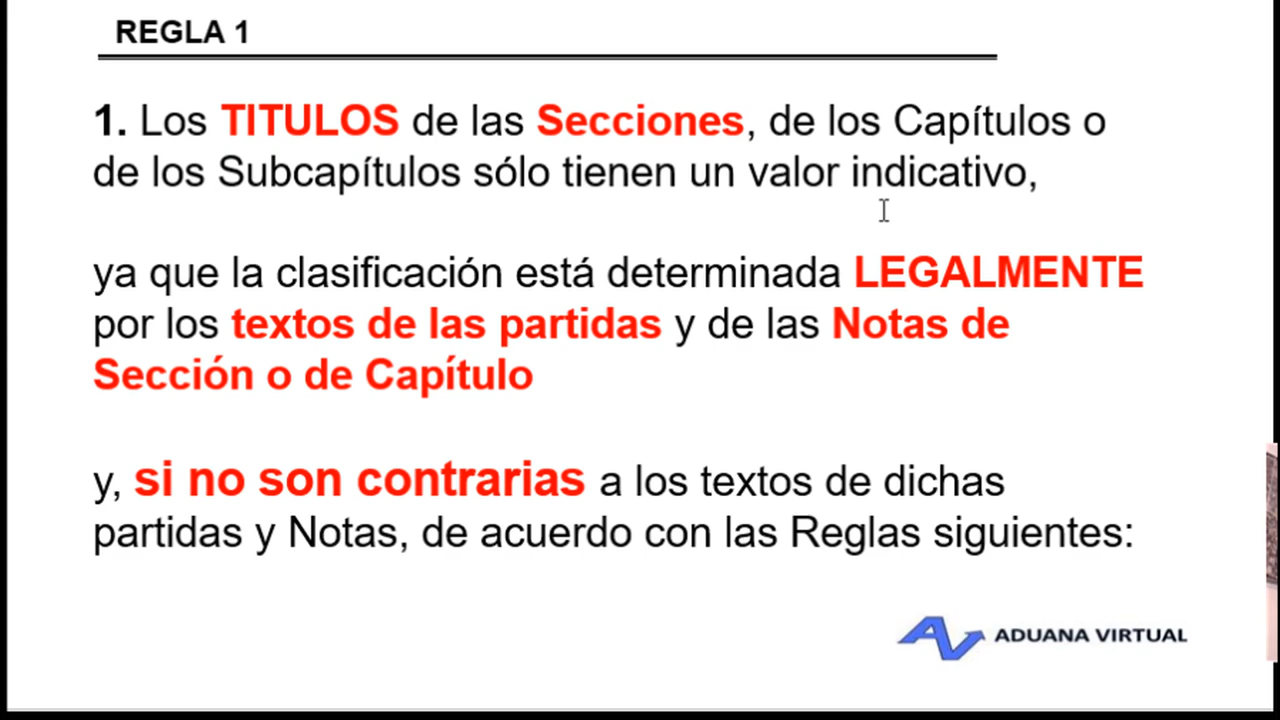 REGLA 1
1. Los TITULOS de las Secciones, de los Capítulos o
de los Subcapítulos sólo tienen un valor indicativo,
ya que la clasificación está determinada LEGALMENTE
por los textos de las partidas y de las Notas de
Sección o de Capítulo
y, si no son contrarias a los textos de dichas
partidas y Notas, de acuerdo con las Reglas siguientes:
AV ADUANA VIRTUAL